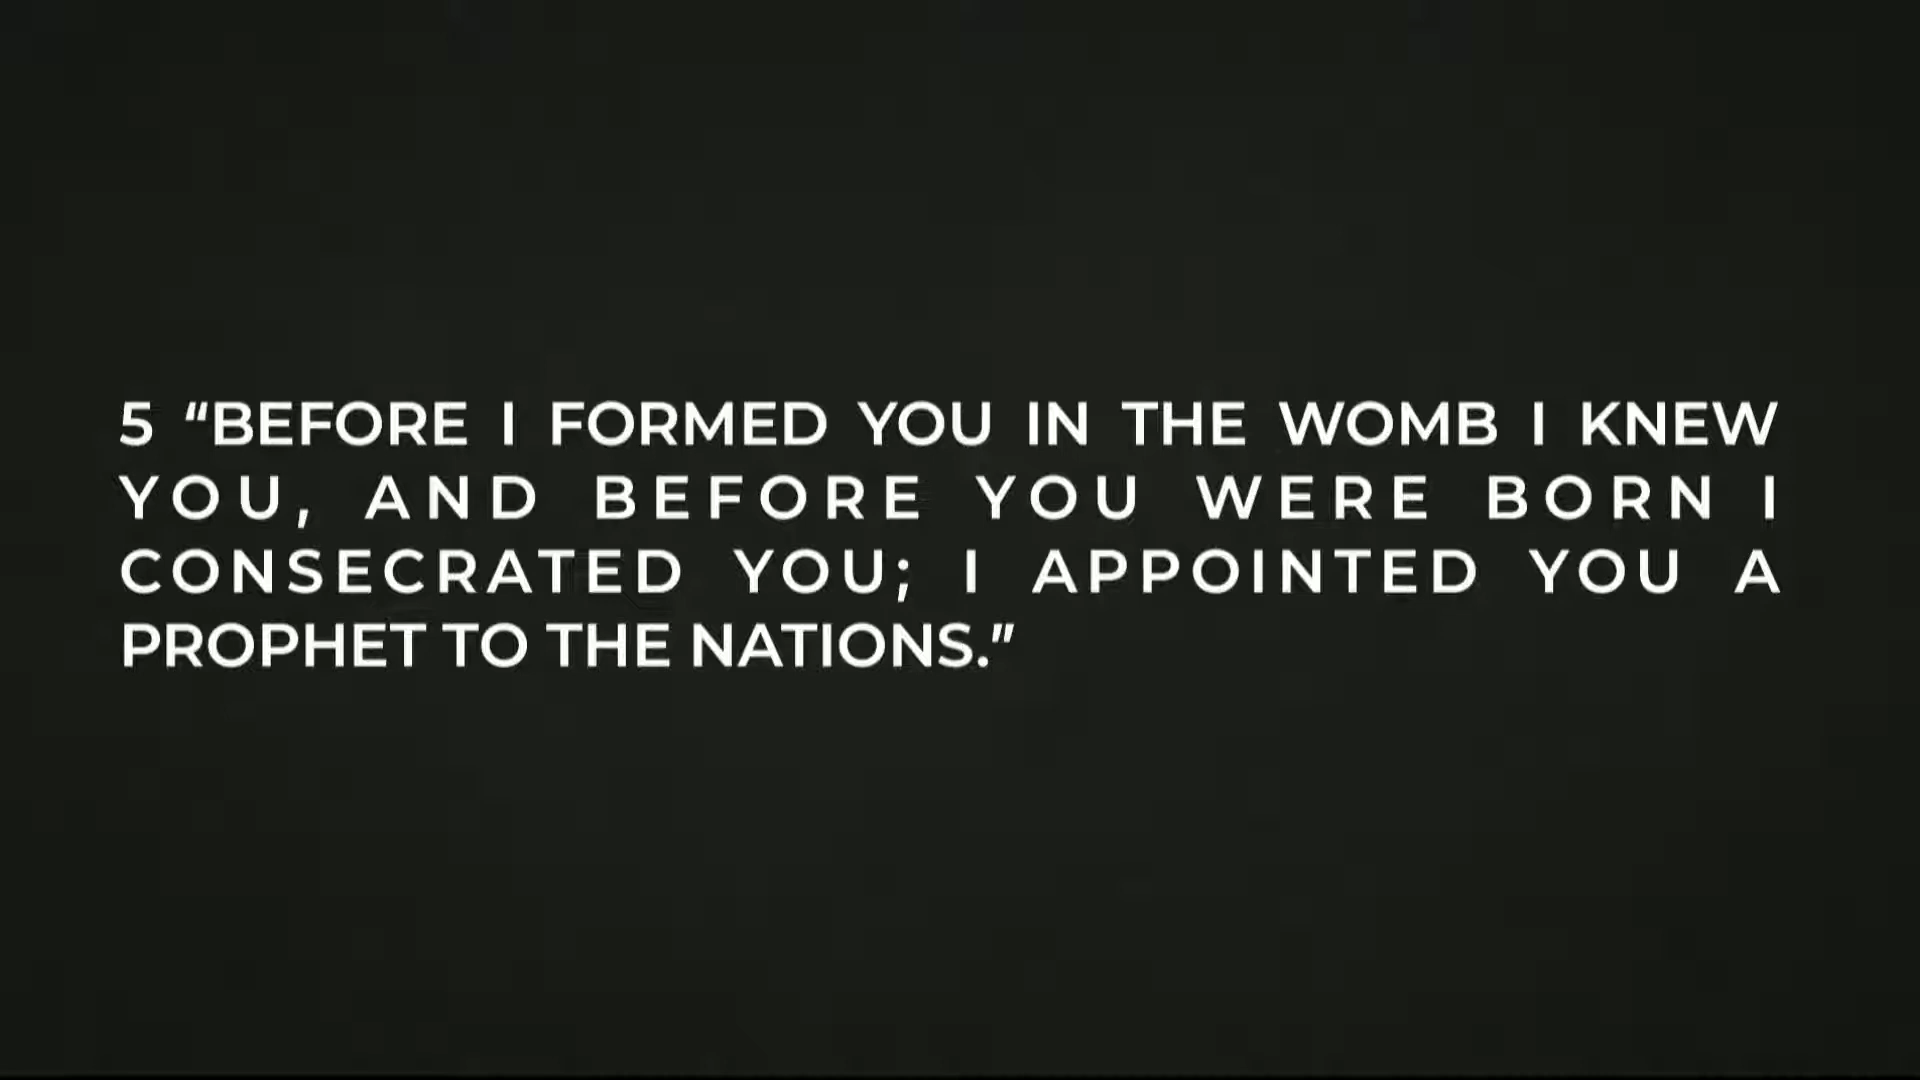 5 “BEFORE I FORMED YOU IN THE WOMB I KNEW
YOU, AND BEFORE YOU WERE BORN I
CONSECRATED YOU; I APPOINTED YOU A
PROPHET TO THE NATIONS.”